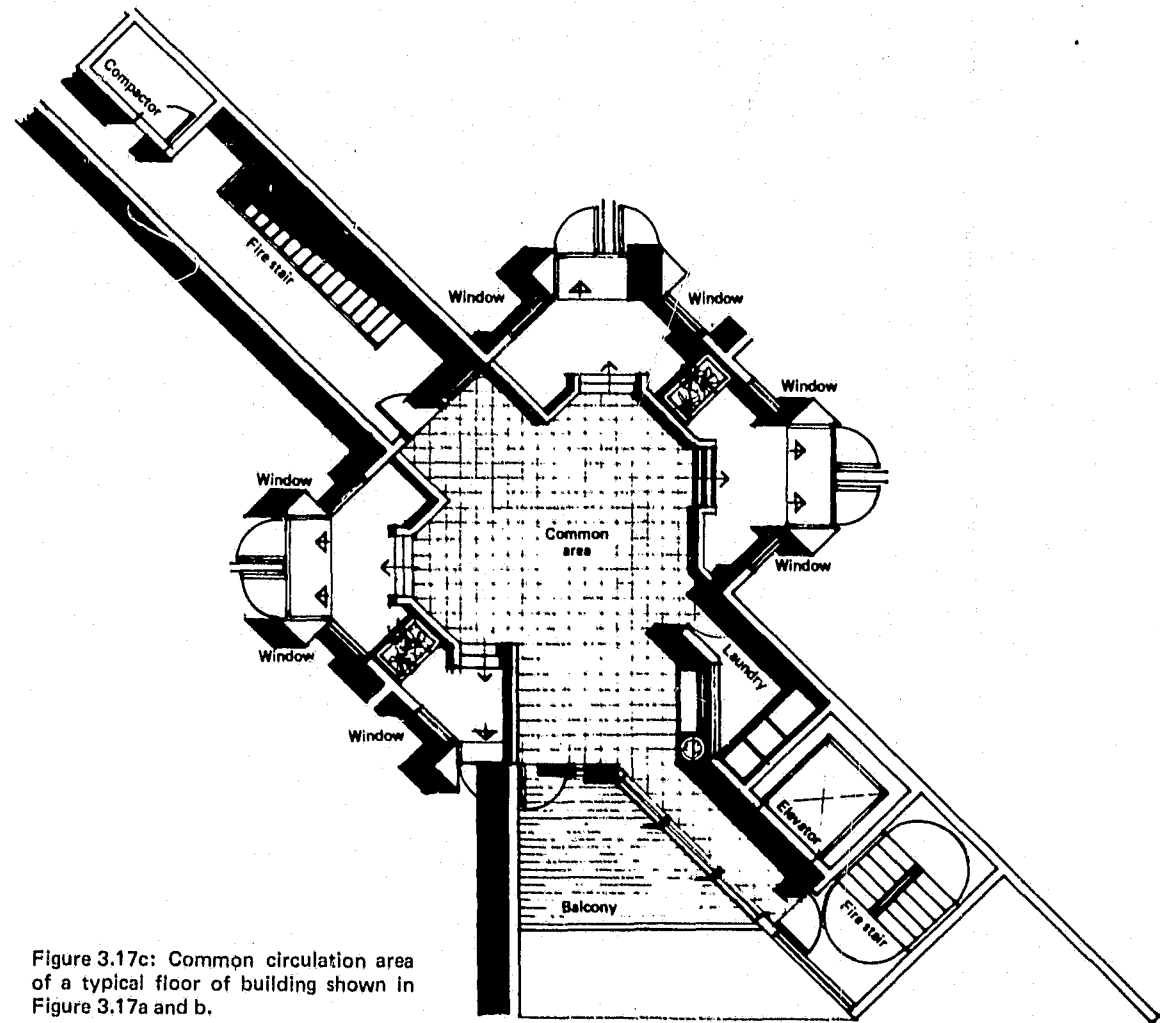 Compactor
Fire stair
Window
Window
Window
Window
Common
area
Window
Window
Laundry
Window
Elevator
Balcony
Fire stair
Figure 3.17c: Common circulation area
of a typical floor of building shown in
Figure 3.17a and b.